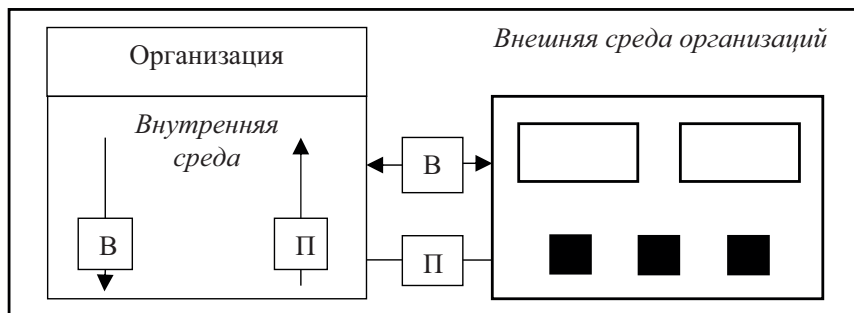 Организация
Внешняя среда организаций
Внутренняя
среда
В
В
П
П